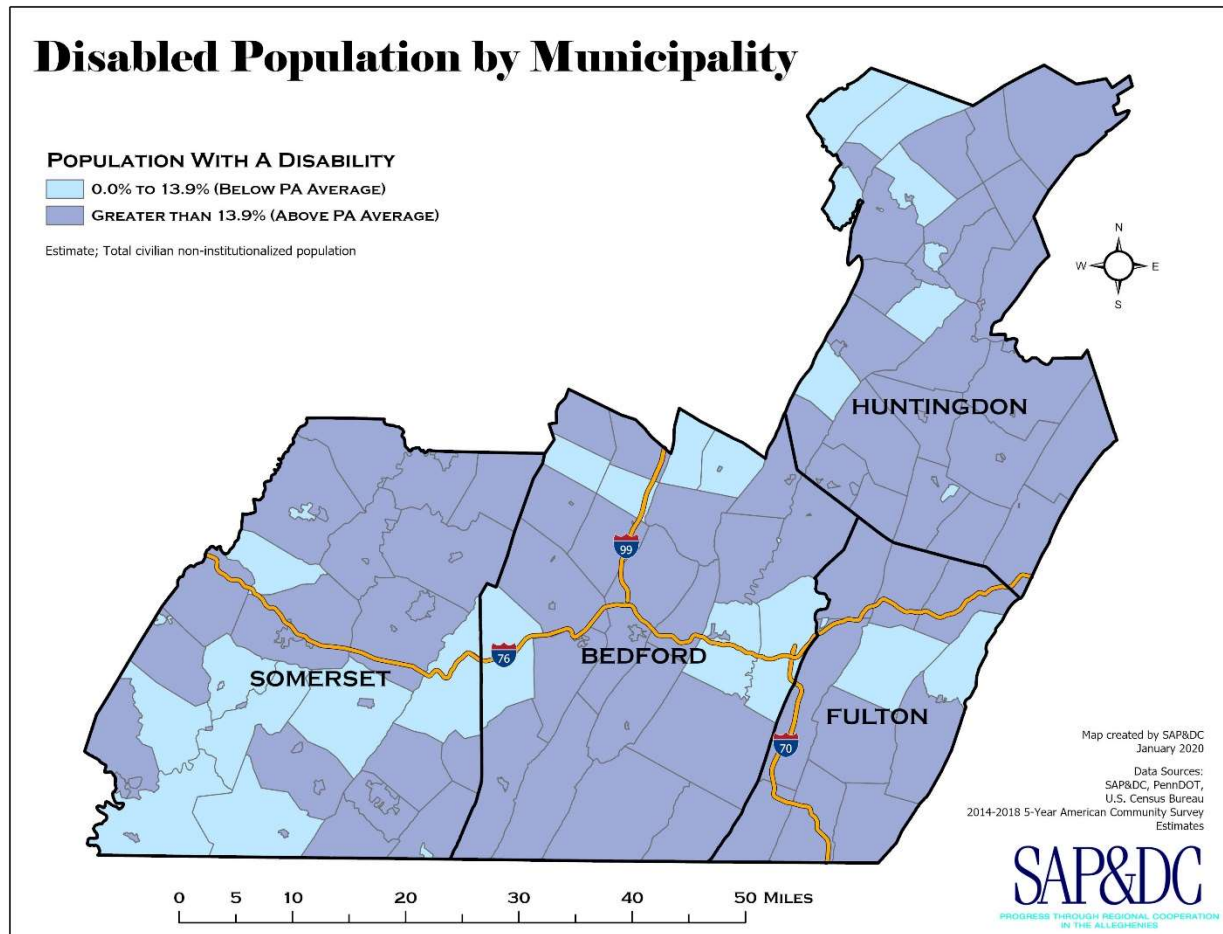 Disabled Population by Municipality
POPULATION WITH A DISABILITY
0.0% TO 13.9% (BELOW PA AVERAGE)
GREATER THAN 13.9% (ABOVE PA AVERAGE)
Estimate; Total civilian non-institutionalized population
N
W E
S
HUNTINGDON
99
76
BEDFORD
SOMERSET
FULTON
70
Map created by SAP&DC
January 2020
Data Sources:
SAP&DC, PennDOT,
U.S. Census Bureau
2014-2018 5-Year American Community Survey
Estimates
0 5 10 20 30 40 50 MILES
SAP&DC
PROGRESS THROUGH REGIONAL COOPERATION
IN THE ALLEGHENIES